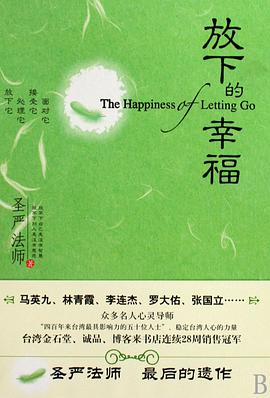 放下的幸福
The Happiness of Letting Go
面对它
接受它
处理它
放下它
圣严法师 著
马英九、林青霞、李连杰、罗大佑、张国立……
众多名人心灵导师
“四百年来台湾最具影响力的五十位人士”、稳定台湾人心的力量
台湾金石堂、诚品、博客来书店连续28周销售冠军
圣严法师 最后的遗作
B